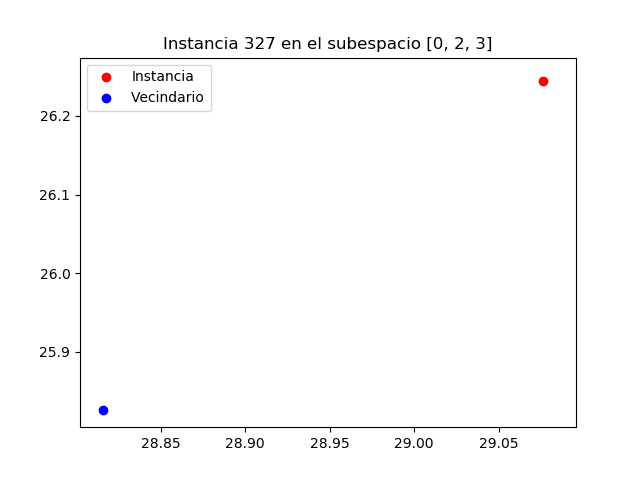 Instancia 327 en el subespacio [0, 2, 3]
Instancia
Vecindario
26.2
26.1
26.0
25.9
28.85 28.90 28.95 29.00 29.05